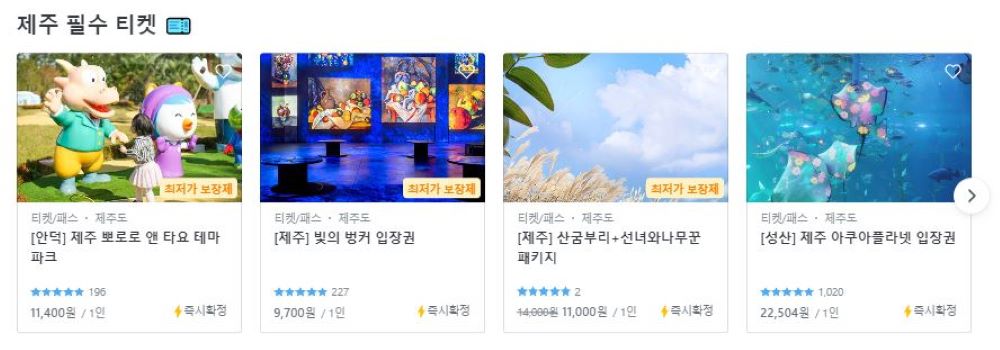 제주 필수 티켓
최저가 보장제
티켓/패스 · 제주도
[안덕] 제주 뽀로로 앤 타요 테마
파크
★★★★★ 196
11,400원 / 1인
즉시확정
최저가 보장제
티켓/패스 · 제주도
[제주] 빛의 벙커 입장권
★★★★★ 227
9,700원 / 1인
즉시확정
최저가 보장제
티켓/패스 · 제주도
[제주] 산굼부리+선녀와나무꾼
패키지
★★★★★ 2
14,000원 11,000원 / 1인
즉시확정
티켓/패스 · 제주도
[성산] 제주 아쿠아플라넷 입장권
★★★★★ 1,020
22,504원 / 1인
즉시확정